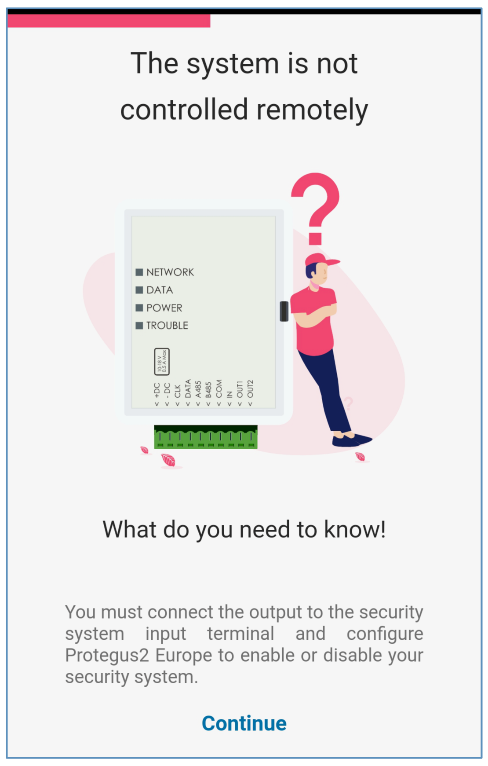 The system is not
controlled remotely
?
NETWORK
DATA
POWER
TROUBLE
< +DC
< - DC
< CLK
< DATA
< A485
< B485
< COM
< IN
< OUT1
< OUT2
What do you need to know!
You must connect the output to the security
system input terminal and configure
Protegus2 Europe to enable or disable your
security system.
Continue